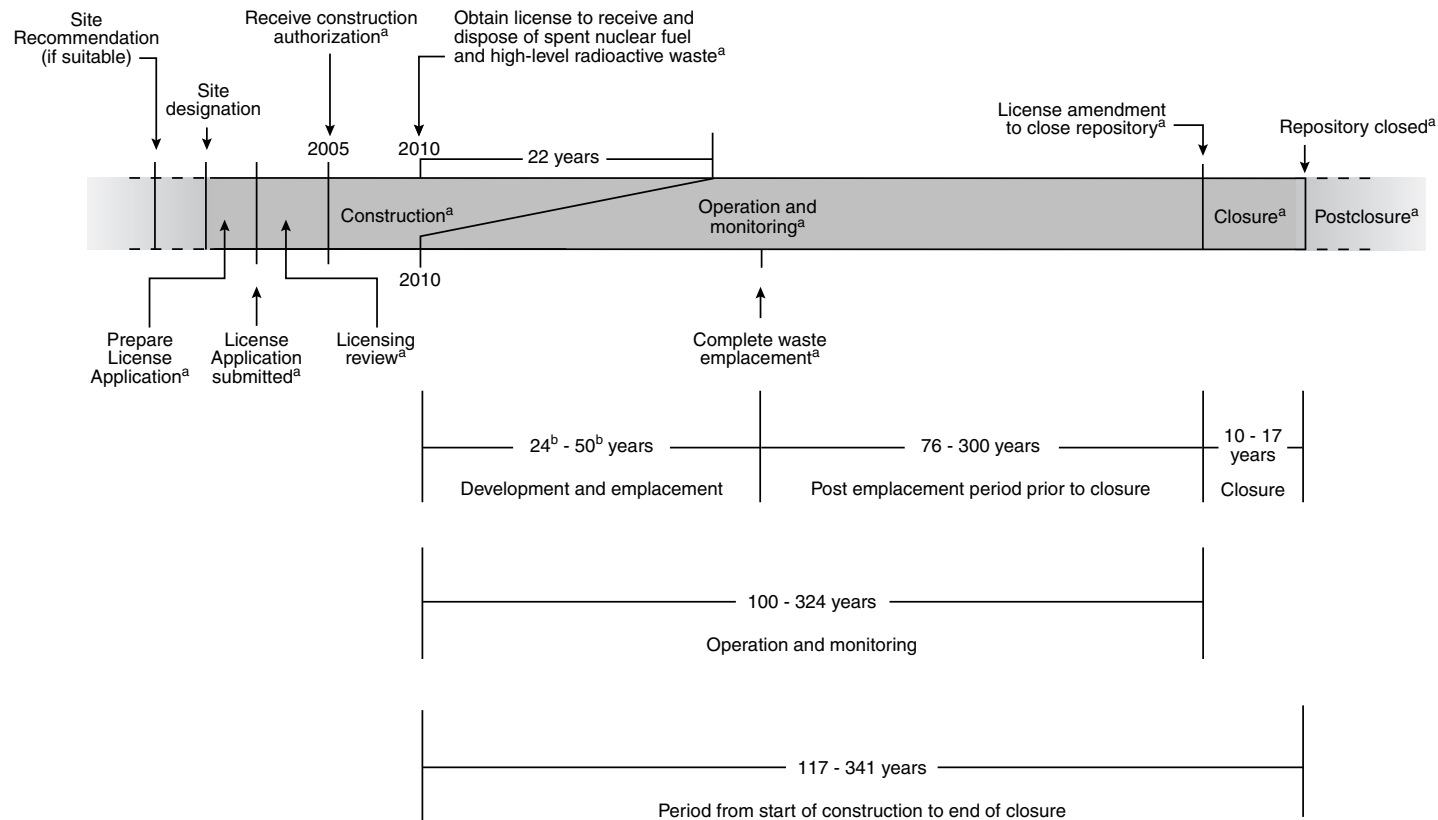 Site
Recommendation
(if suitable)
Site
designation
Receive construction
authorizationᵃ
Obtain license to receive and
dispose of spent nuclear fuel
and high-level radioactive wasteᵃ
License amendment
to close repositoryᵃ
Repository closedᵃ
2005
2010
22 years
Constructionᵃ
Operation and
monitoringᵃ
Closureᵃ
Postclosureᵃ
2010
Prepare
License
Applicationᵃ
License
Application
submittedᵃ
Licensing
reviewᵃ
Complete waste
emplacementᵃ
24ᵇ - 50ᵇ years
Development and emplacement
76 - 300 years
Post emplacement period prior to closure
10 - 17
years
Closure
100 - 324 years
Operation and monitoring
117 - 341 years
Period from start of construction to end of closure